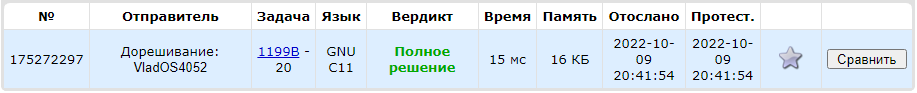 № Отправитель Задача Язык Вердикт Время Память Отослано Протест.
175272297 Дорешивание: VladOS4052 1199B - 20 GNU C11 Полное решение 15 мс 16 КБ 2022-10-09 20:41:54 2022-10-09 20:41:54 Сравнить